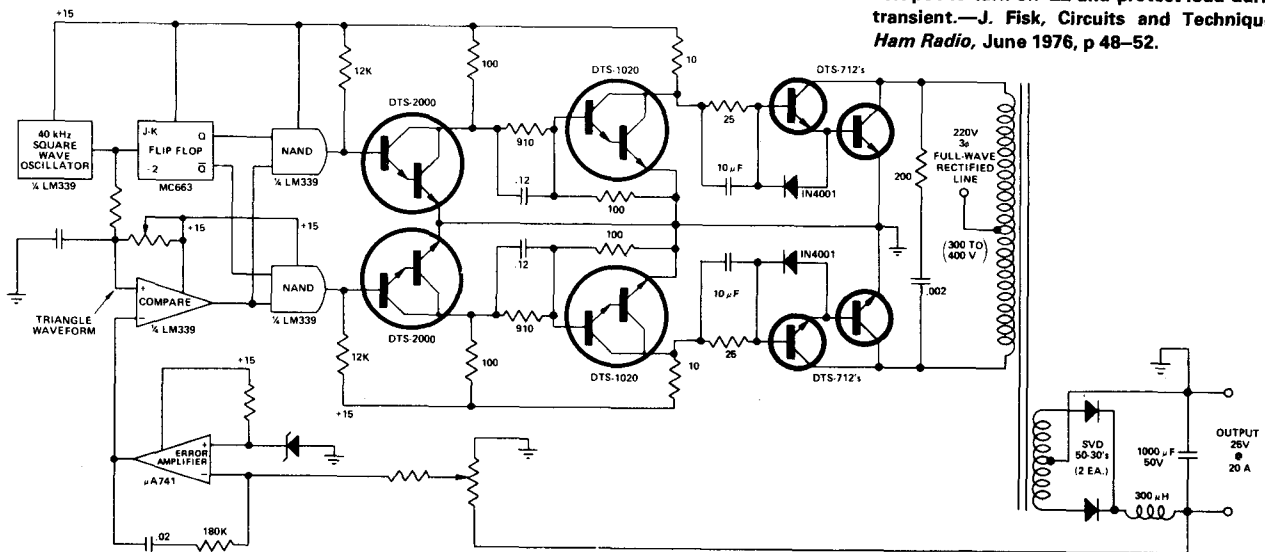 transient.—J. Fisk, Circuits and Technique
Ham Radio, June 1976, p 48–52.
+15
12K
100
DTS-1020
10
DTS-712's
DTS-2000
25
40 kHz
SQUARE
WAVE
OSCILLATOR
¼ LM339
J-K
Q
FLIP FLOP
-2
Q̅
MC663
NAND
¼ LM339
910
.12
100
10 µF
IN4001
200
220V
3φ
FULL-WAVE
RECTIFIED
LINE
(300 TO
400 V)
+15
+15
+
COMPARE
−
¼ LM339
TRIANGLE
WAVEFORM
NAND
¼ LM339
DTS-2000
100
.12
910
10 µF
IN4001
.002
12K
100
DTS-1020
25
10
DTS-712's
+15
+15
ERROR
AMPLIFIER
+
−
µA741
.02
180K
SVD
50-30's
(2 EA.)
1000 µF
50V
300 µH
OUTPUT
25V
@
20 A